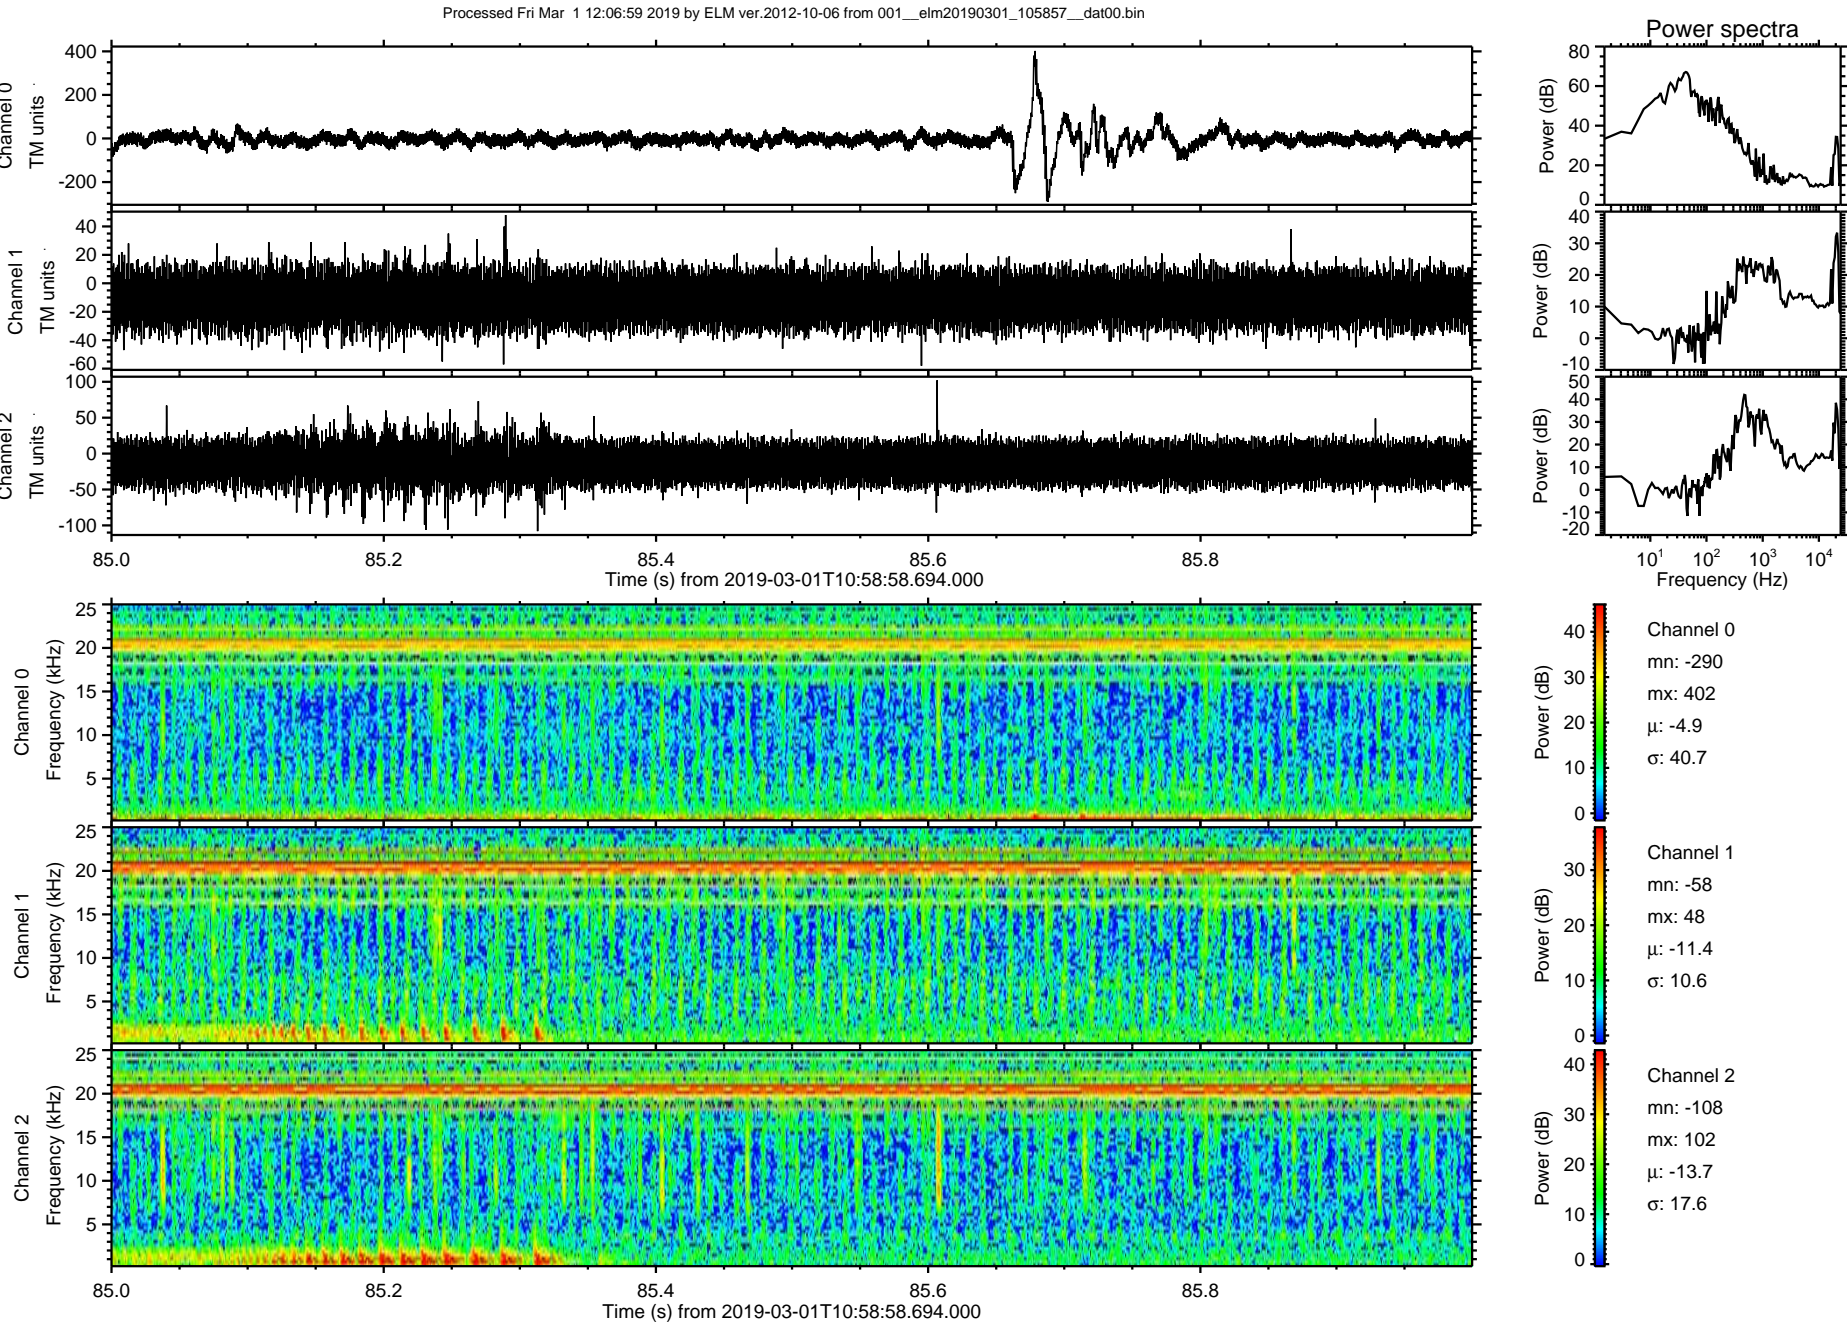 Processed Fri Mar 1 12:06:59 2019 by ELM ver.2012-10-06 from 001__elm20190301_105857__dat00.bin
Power spectra
Channel 0
TM units
400
200
0
-200
Power (dB)
80
60
40
20
0
Channel 1
TM units
40
20
0
-20
-40
-60
Power (dB)
40
30
20
10
0
-10
Channel 2
TM units
100
50
0
-50
-100
Power (dB)
50
40
30
20
10
0
-10
-20
85.0 85.2 85.4 85.6 85.8
Time (s) from 2019-03-01T10:58:58.694.000
10¹ 10² 10³ 10⁴
Frequency (Hz)
Channel 0
Frequency (kHz)
25
20
15
10
5
Power (dB)
40
30
20
10
0
Channel 0
mn: -290
mx: 402
μ: -4.9
σ: 40.7
Channel 1
Frequency (kHz)
25
20
15
10
5
Power (dB)
30
20
10
0
Channel 1
mn: -58
mx: 48
μ: -11.4
σ: 10.6
Channel 2
Frequency (kHz)
25
20
15
10
5
Power (dB)
40
30
20
10
0
Channel 2
mn: -108
mx: 102
μ: -13.7
σ: 17.6
85.0 85.2 85.4 85.6 85.8
Time (s) from 2019-03-01T10:58:58.694.000